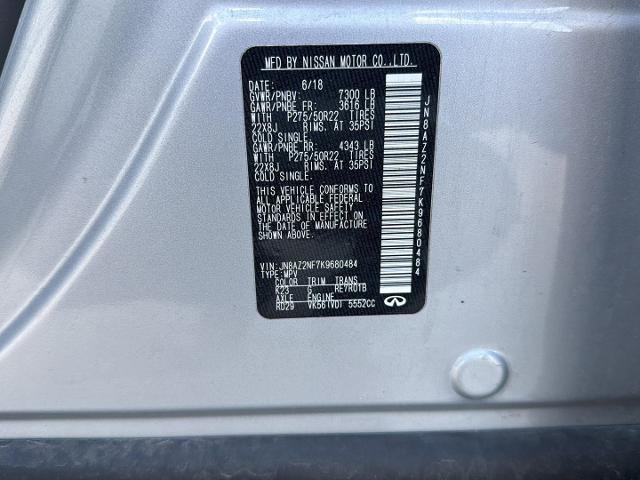 MFD BY NISSAN MOTOR CO.,LTD.
DATE: 6/18
GVWR/PNBV: 7300 LB
GAWR/PNBE FR: 3616 LB
WITH P275/50R22 TIRES
22X8J RIMS. AT 35PSI
COLD SINGLE.
GAWR/PNBE RR: 4343 LB
WITH P275/50R22 TIRES
22X8J RIMS. AT 35PSI
COLD SINGLE.
THIS VEHICLE CONFORMS TO
ALL APPLICABLE FEDERAL
MOTOR VEHICLE SAFETY
STANDARDS IN EFFECT ON
THE DATE OF MANUFACTURE
SHOWN ABOVE.
VIN:JN8AZ2NF7K9680484
TYPE:MPV
COLOR TRIM TRANS
K23 G RE7R01B
AXLE ENGINE
RD29 VK56(VD) 5552CC
JN8AZ2NF7K9680484